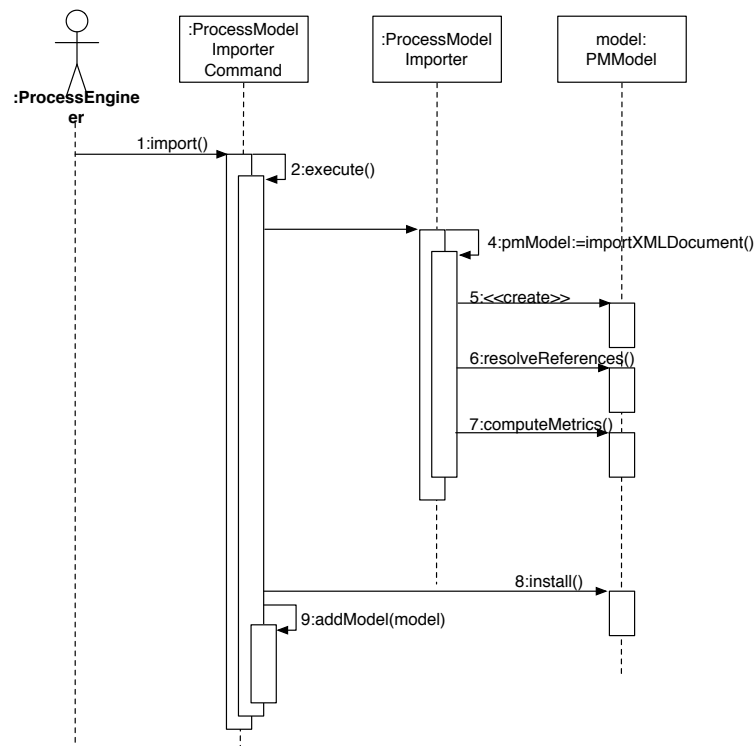 :ProcessModel
Importer
Command
:ProcessModel
Importer
model:
PMModel
:ProcessEngine
er
1:import()
2:execute()
4:pmModel:=importXMLDocument()
5:<<create>>
6:resolveReferences()
7:computeMetrics()
8:install()
9:addModel(model)